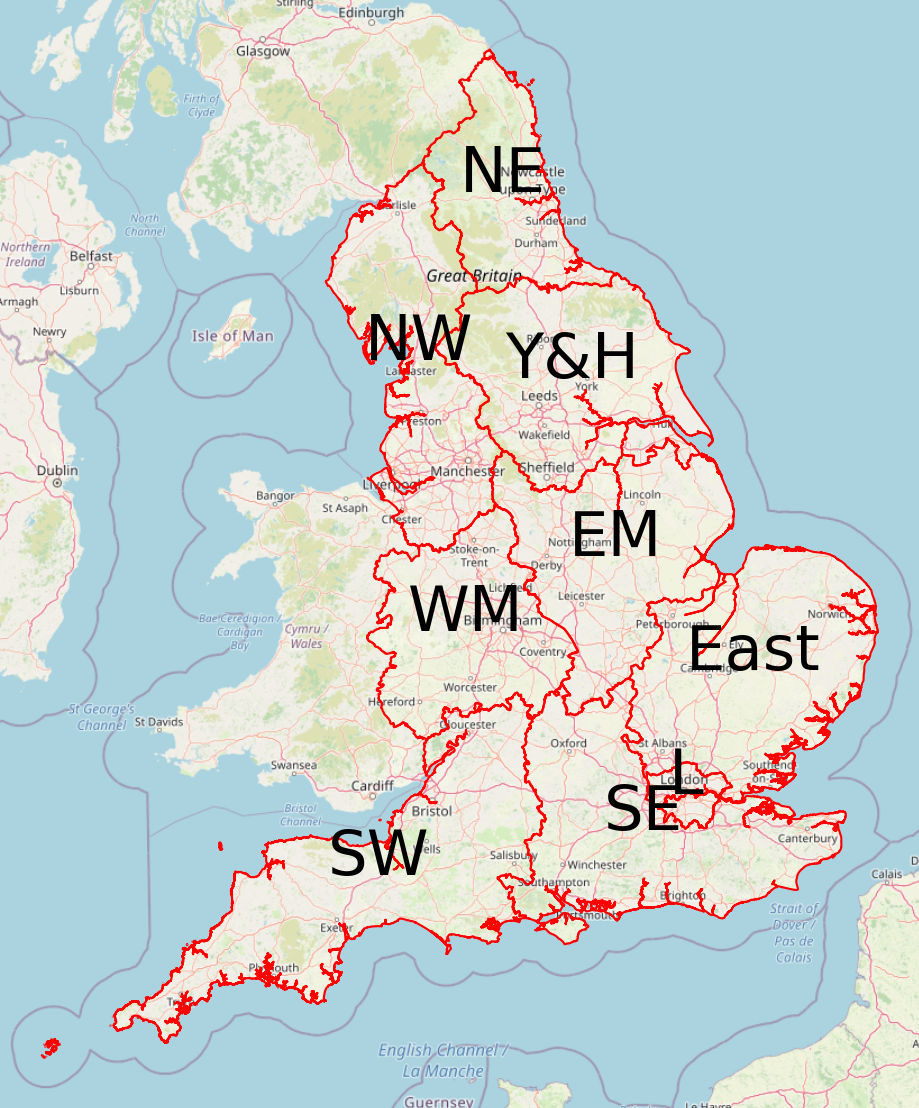 Stirling
Edinburgh
Glasgow
Firth of
Clyde
NE
Newcastle
upon Tyne
North
Channel
Carlisle
Sunderland
Durham
Northern
Ireland
Belfast
Lisburn
Armagh
Newry
Great Britain
Isle of Man
NW
Y&H
Lancaster
York
Leeds
Preston
Wakefield
Hull
Manchester
Sheffield
Liverpool
Dublin
Bangor
St Asaph
Chester
Lincoln
EM
Nottingham
Stoke-on-
Trent
Derby
Lichfield
Leicester
WM
Birmingham
Peterborough
Norwich
East
Ely
Cambridge
Bae Ceredigion /
Cardigan
Bay
Cymru /
Wales
Coventry
Worcester
Hereford
St George's
Channel
St Davids
Gloucester
Oxford
St Albans
L
London
Southend-
on-S
Swansea
Cardiff
Bristol
Channel
Bristol
SE
Canterbury
SW
Wells
Salisbury
Winchester
Southampton
Brighton
Portsmouth
Calais
Strait of
Dover /
Pas de
Calais
Exeter
Plymouth
Tr
English Channel /
La Manche
Guernsey
Le Havre